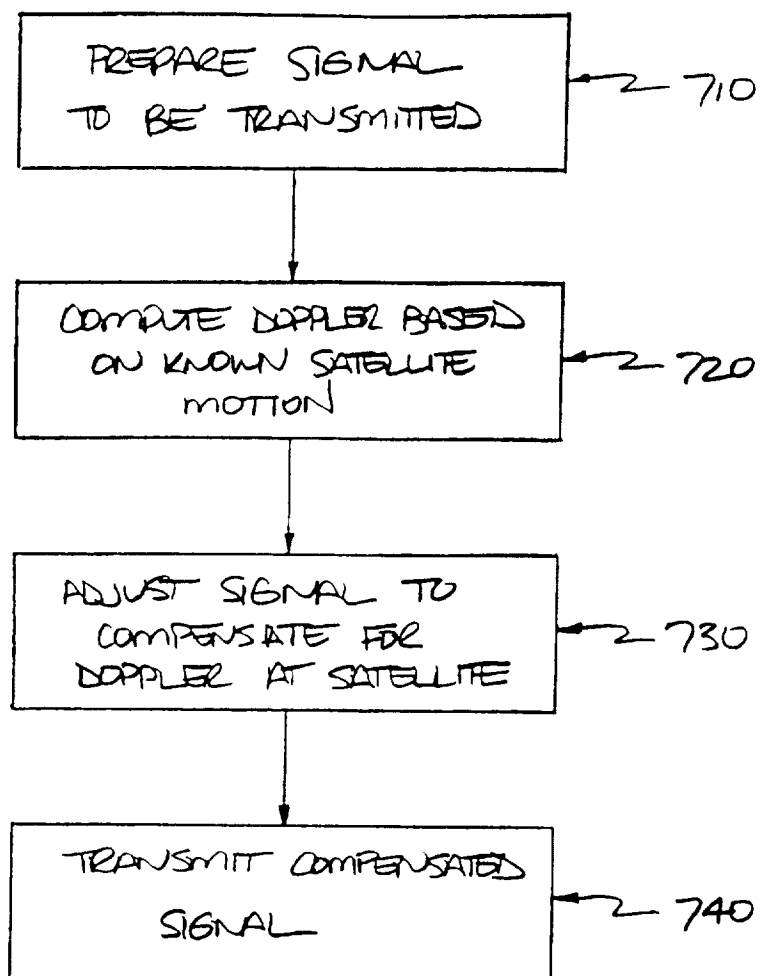 PREPARE SIGNAL
TO BE TRANSMITTED
710
COMPUTE DOPPLER BASED
ON KNOWN SATELLITE
MOTION
720
ADJUST SIGNAL TO
COMPENSATE FOR
DOPPLER AT SATELLITE
730
TRANSMIT COMPENSATED
SIGNAL
740